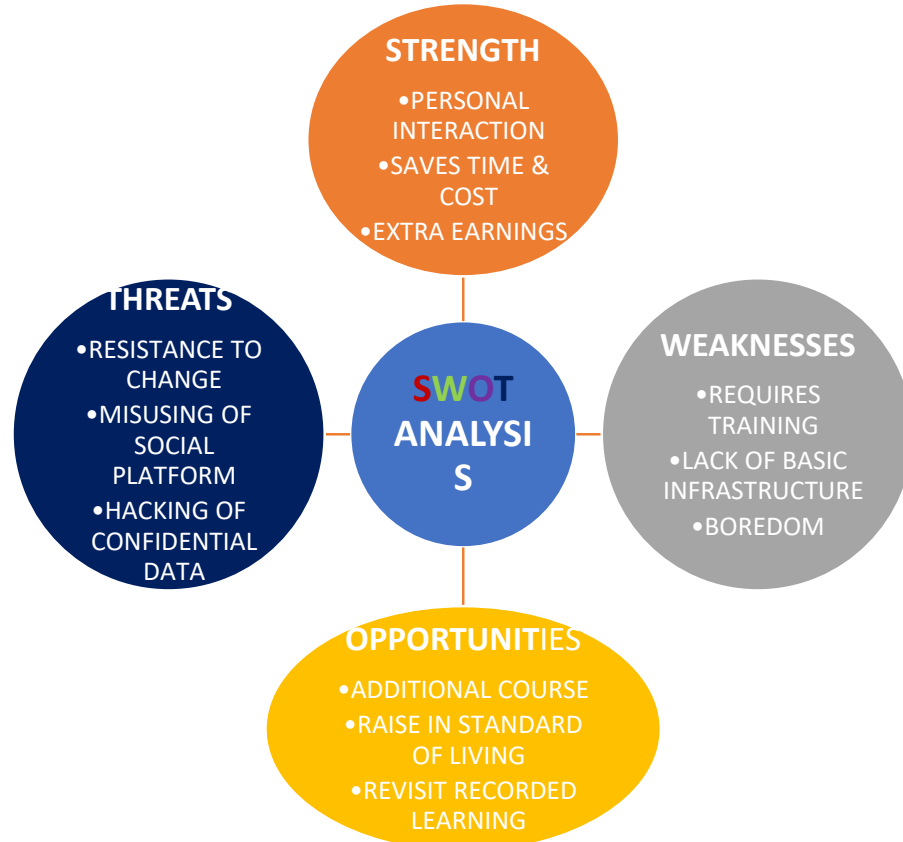 STRENGTH
•PERSONAL
INTERACTION
•SAVES TIME &
COST
•EXTRA EARNINGS
THREATS
•RESISTANCE TO
CHANGE
•MISUSING OF
SOCIAL
PLATFORM
•HACKING OF
CONFIDENTIAL
DATA
SWOT
ANALYSI
S
WEAKNESSES
•REQUIRES
TRAINING
•LACK OF BASIC
INFRASTRUCTURE
•BOREDOM
OPPORTUNITIES
•ADDITIONAL COURSE
•RAISE IN STANDARD
OF LIVING
•REVISIT RECORDED
LEARNING